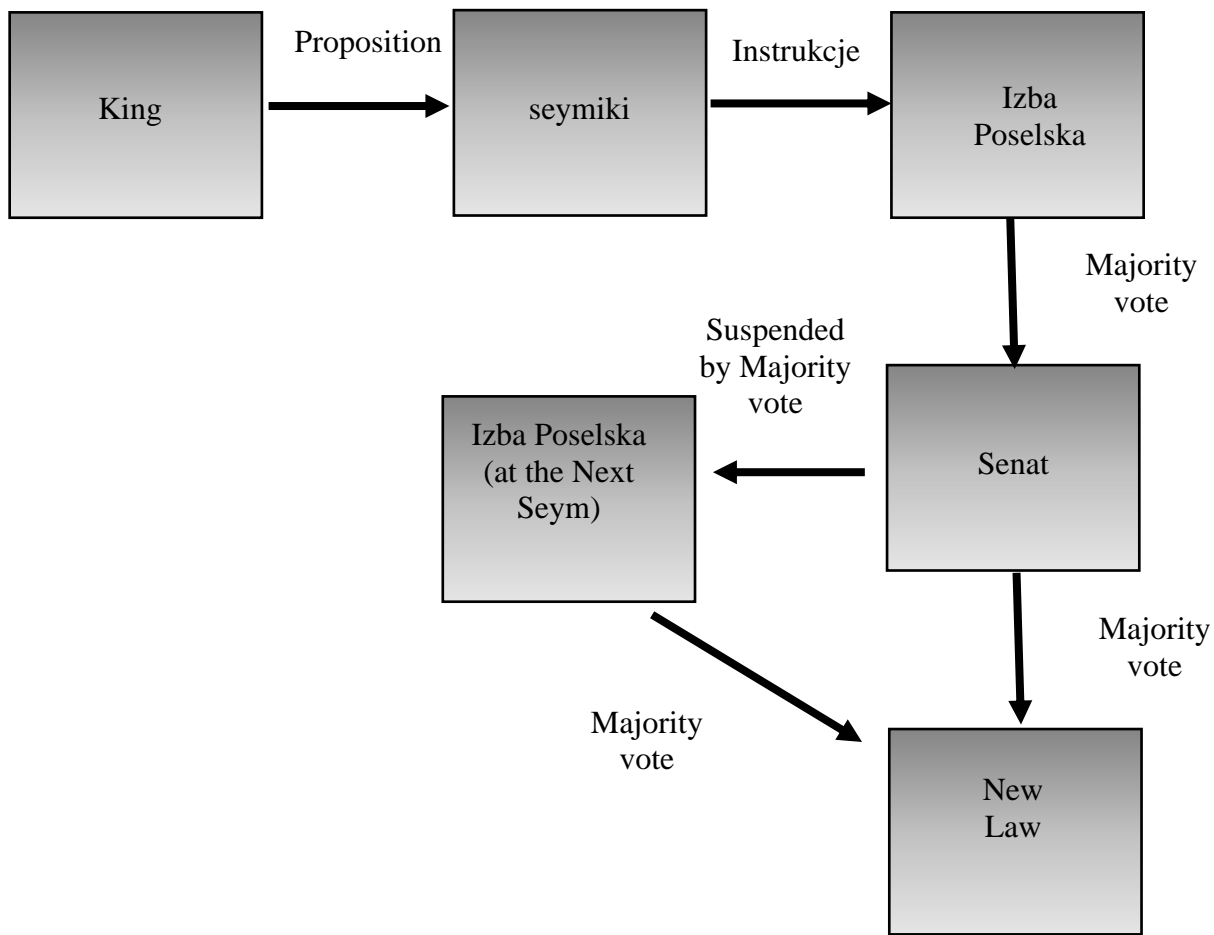 Proposition
Instrukcje
King
seymiki
Izba
Poselska
Majority
vote
Suspended
by Majority
vote
Izba Poselska
(at the Next
Seym)
Senat
Majority
vote
Majority
vote
New
Law